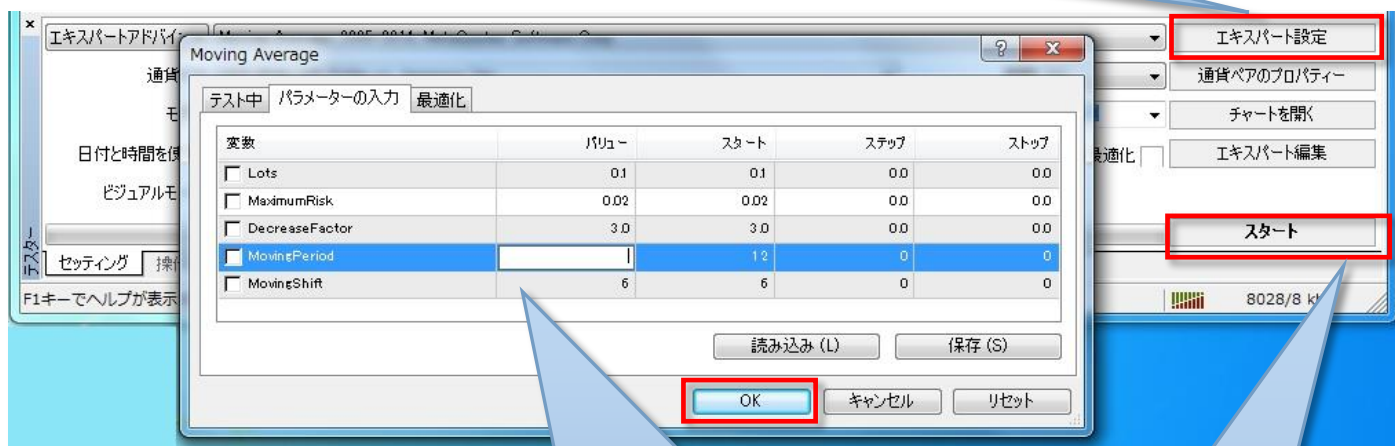 エキスパートアドバイ
エキスパート設定
Moving Average
通貨
通貨ペアのプロパティー
テスト中 パラメーターの入力 最適化
モ
チャートを開く
変数 バリュー スタート ステップ ストップ
日付と時間を使
最適化
エキスパート編集
Lots 0.1 0.1 0.0 0.0
ビジュアルモ
MaximumRisk 0.02 0.02 0.0 0.0
DecreaseFactor 3.0 3.0 0.0 0.0
スタート
テスター
セッティング 操
MovingPeriod 12 0 0
MovingShift 6 6 0 0
F1キーでヘルプが表示
8028/8 k
読み込み (L) 保存 (S)
OK キャンセル リセット